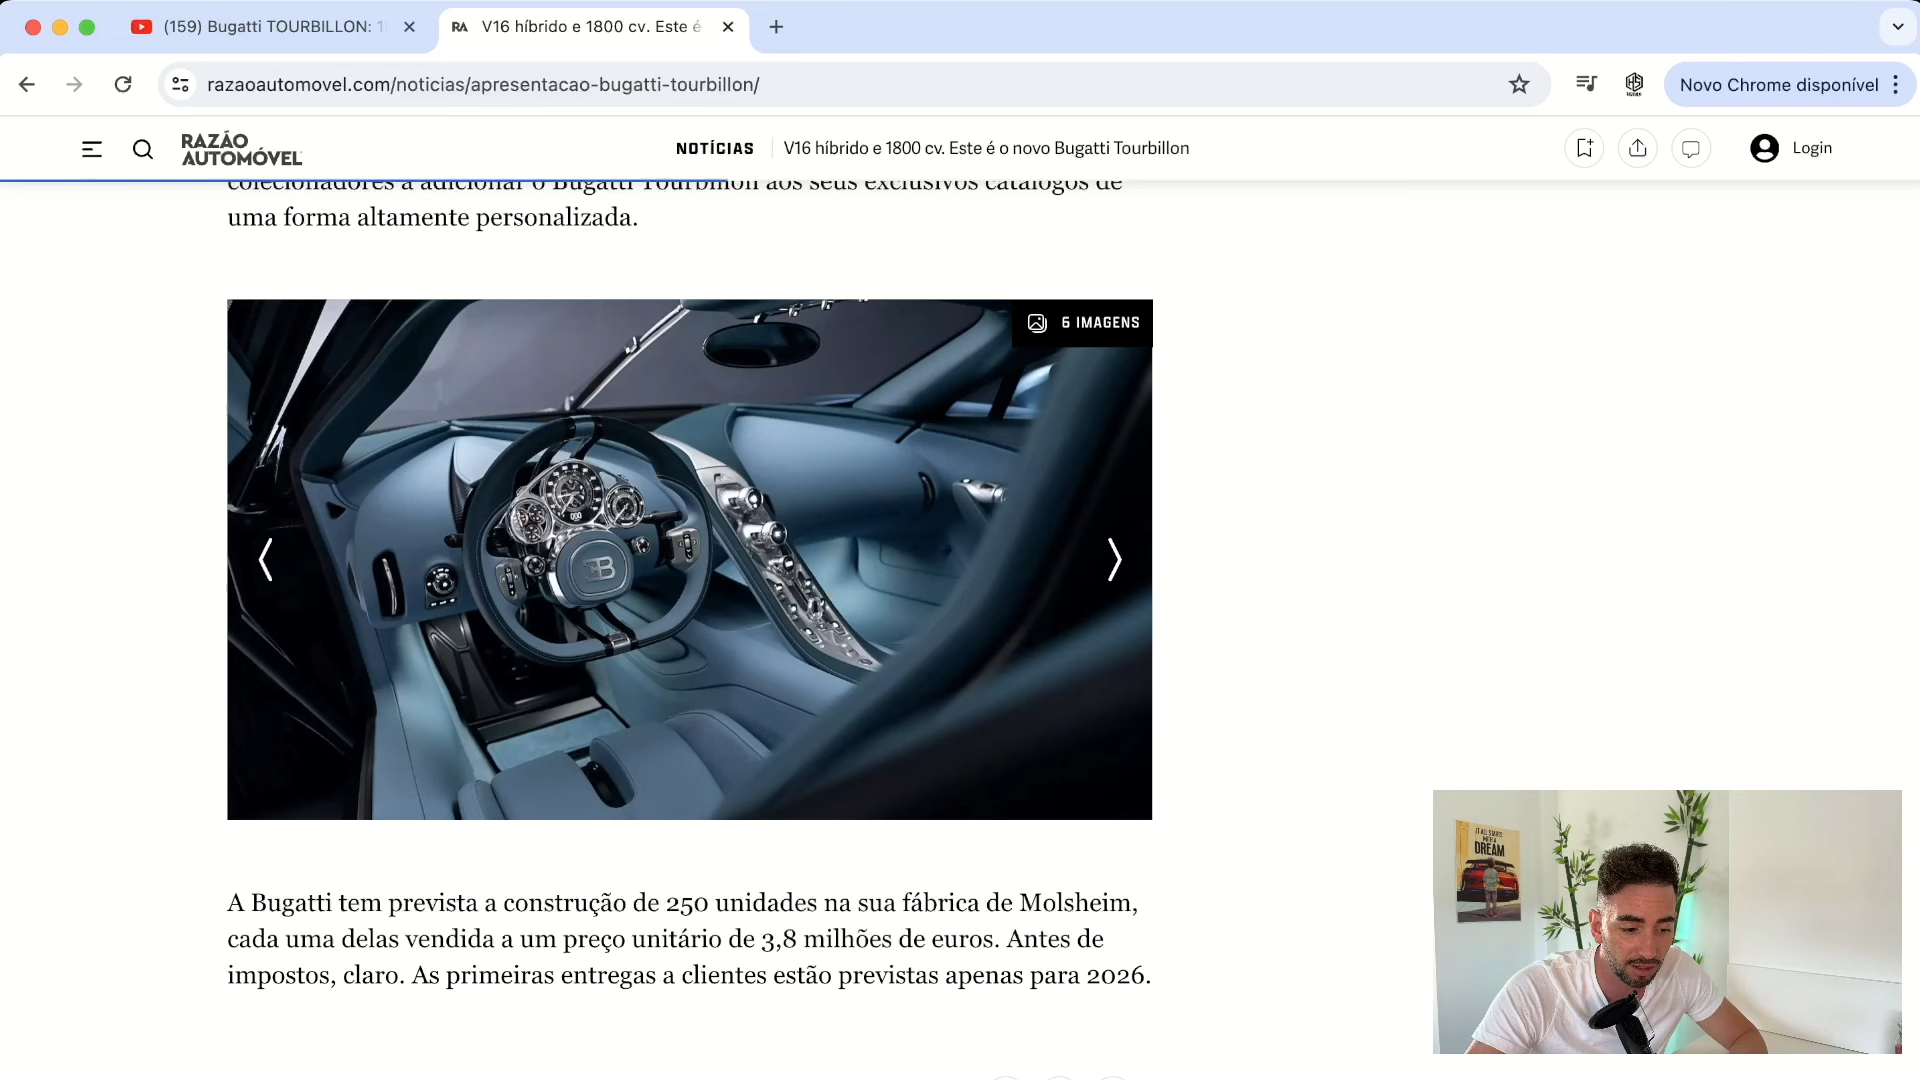 (159) Bugatti TOURBILLON: 1
V16 híbrido e 1800 cv. Este é
razaoautomovel.com/noticias/apresentacao-bugatti-tourbillon/
Novo Chrome disponível
RAZÃO
AUTOMÓVEL
NOTÍCIAS
V16 híbrido e 1800 cv. Este é o novo Bugatti Tourbillon
Login
colecionadores a adicionar o Bugatti Tourbillon aos seus exclusivos catálogos de
uma forma altamente personalizada.
6 IMAGENS
IT ALL STARTS
WITH A
DREAM
A Bugatti tem prevista a construção de 250 unidades na sua fábrica de Molsheim,
cada uma delas vendida a um preço unitário de 3,8 milhões de euros. Antes de
impostos, claro. As primeiras entregas a clientes estão previstas apenas para 2026.